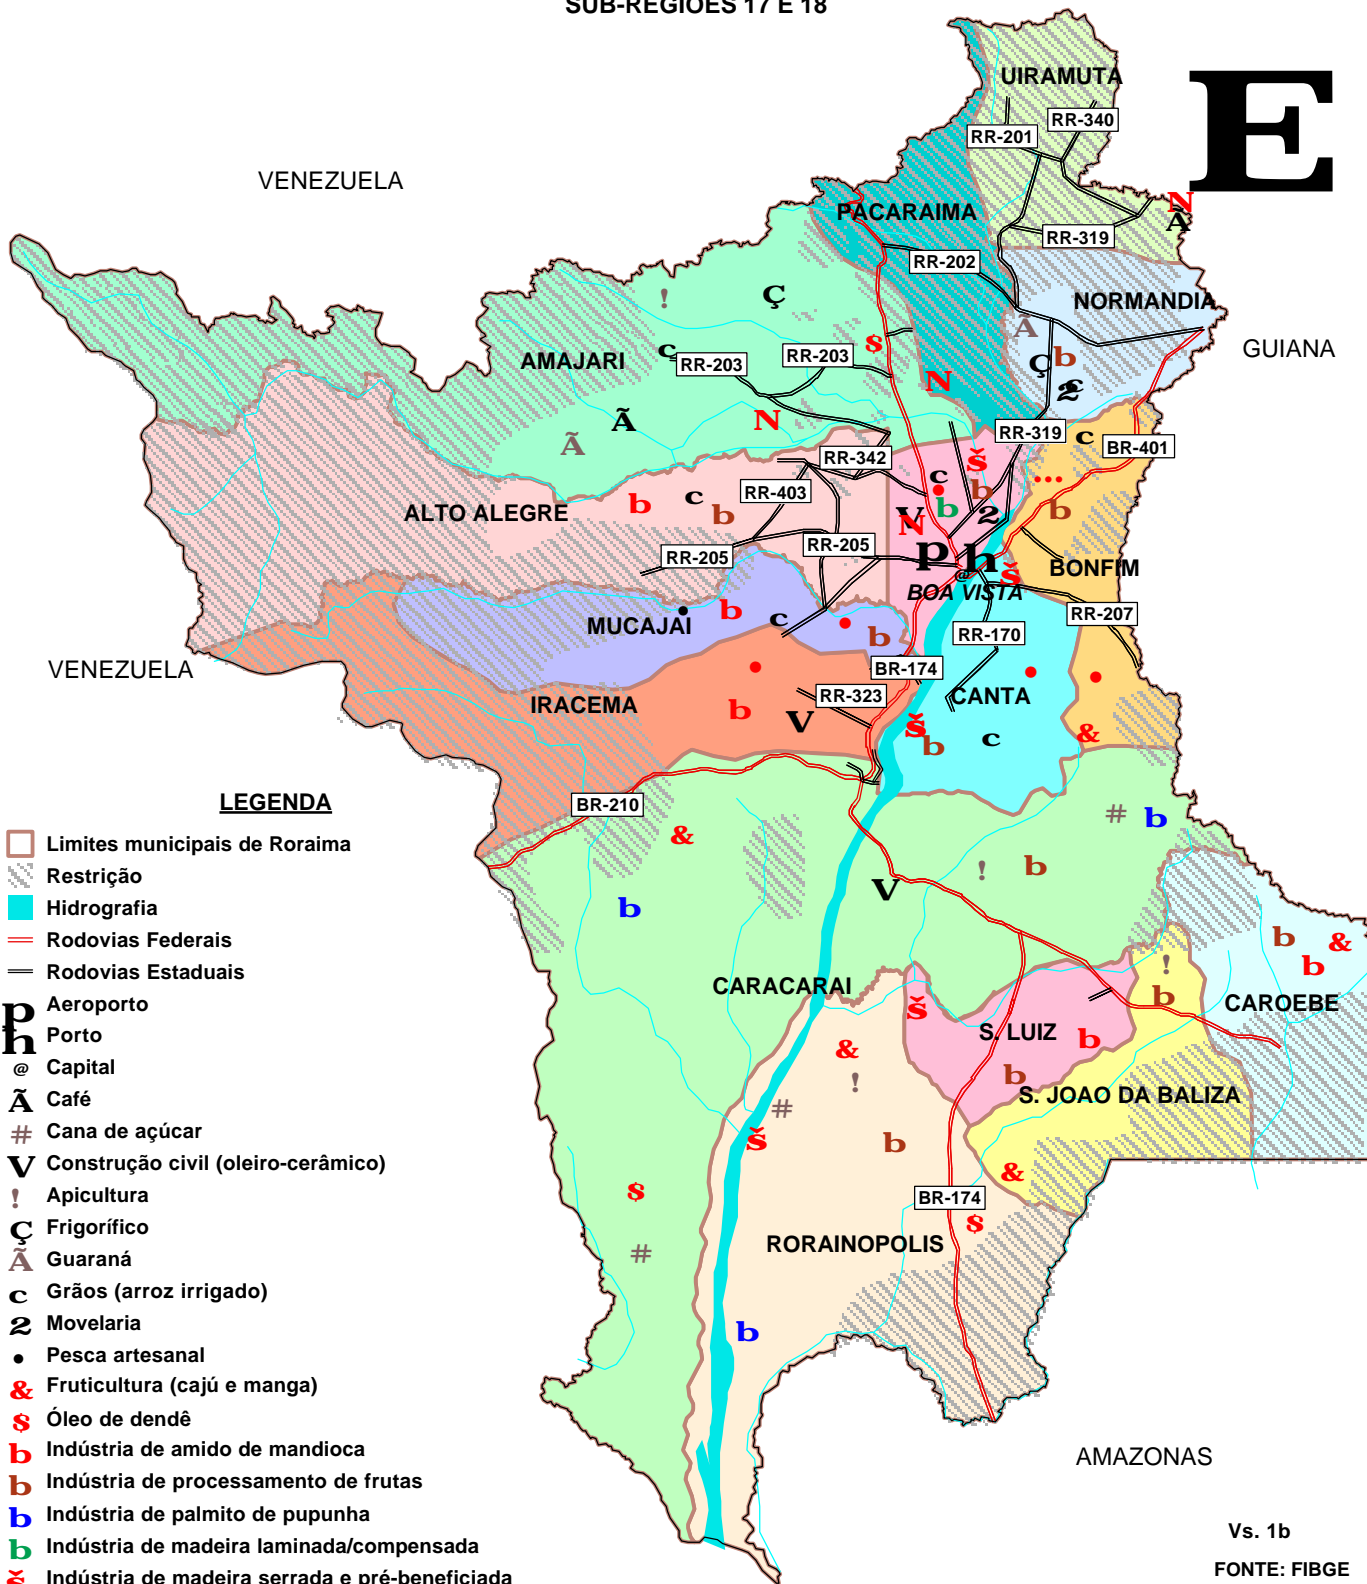 SUB-REGIÕES 17 E 18
E
UIRAMUTA
RR-340
RR-201
VENEZUELA
N
Ã
PACARAIMA
RR-319
RR-202
!
Ç
NORMANDIA
Ã
GUIANA
$
AMAJARI
c
RR-203
RR-203
Ç
b
N
2
c
Ã
Ã
N
RR-319
c
BR-401
RR-342
š
c
...
RR-403
b
c
b
ALTO ALEGRE
b
b
V
N
2
b
RR-205
RR-205
p
h
@
š
BONFIM
BOA VISTA
MUCAJAI
b
c
b
RR-207
RR-170
VENEZUELA
BR-174
IRACEMA
b
V
RR-323
CANTA
š
b
c
&
LEGENDA
BR-210
#
b
Limites municipais de Roraima
&
Restrição
!
b
Hidrografia
b
V
Rodovias Federais
b
b
&
Rodovias Estaduais
CARACARAI
!
b
CAROEBE
p Aeroporto
š
S. LUIZ
b
h Porto
&
@ Capital
!
b
S. JOAO DA BALIZA
Ã Café
#
# Cana de açúcar
š
b
V Construção civil (oleiro-cerâmico)
&
! Apicultura
$
BR-174
Ç Frigorífico
$
RORAINOPOLIS
Ã Guaraná
#
c Grãos (arroz irrigado)
2 Movelaria
b
• Pesca artesanal
& Fruticultura (cajú e manga)
$ Óleo de dendê
b Indústria de amido de mandioca
AMAZONAS
b Indústria de processamento de frutas
b Indústria de palmito de pupunha
Vs. 1b
b Indústria de madeira laminada/compensada
FONTE: FIBGE
š Indústria de madeira serrada e pré-beneficiada